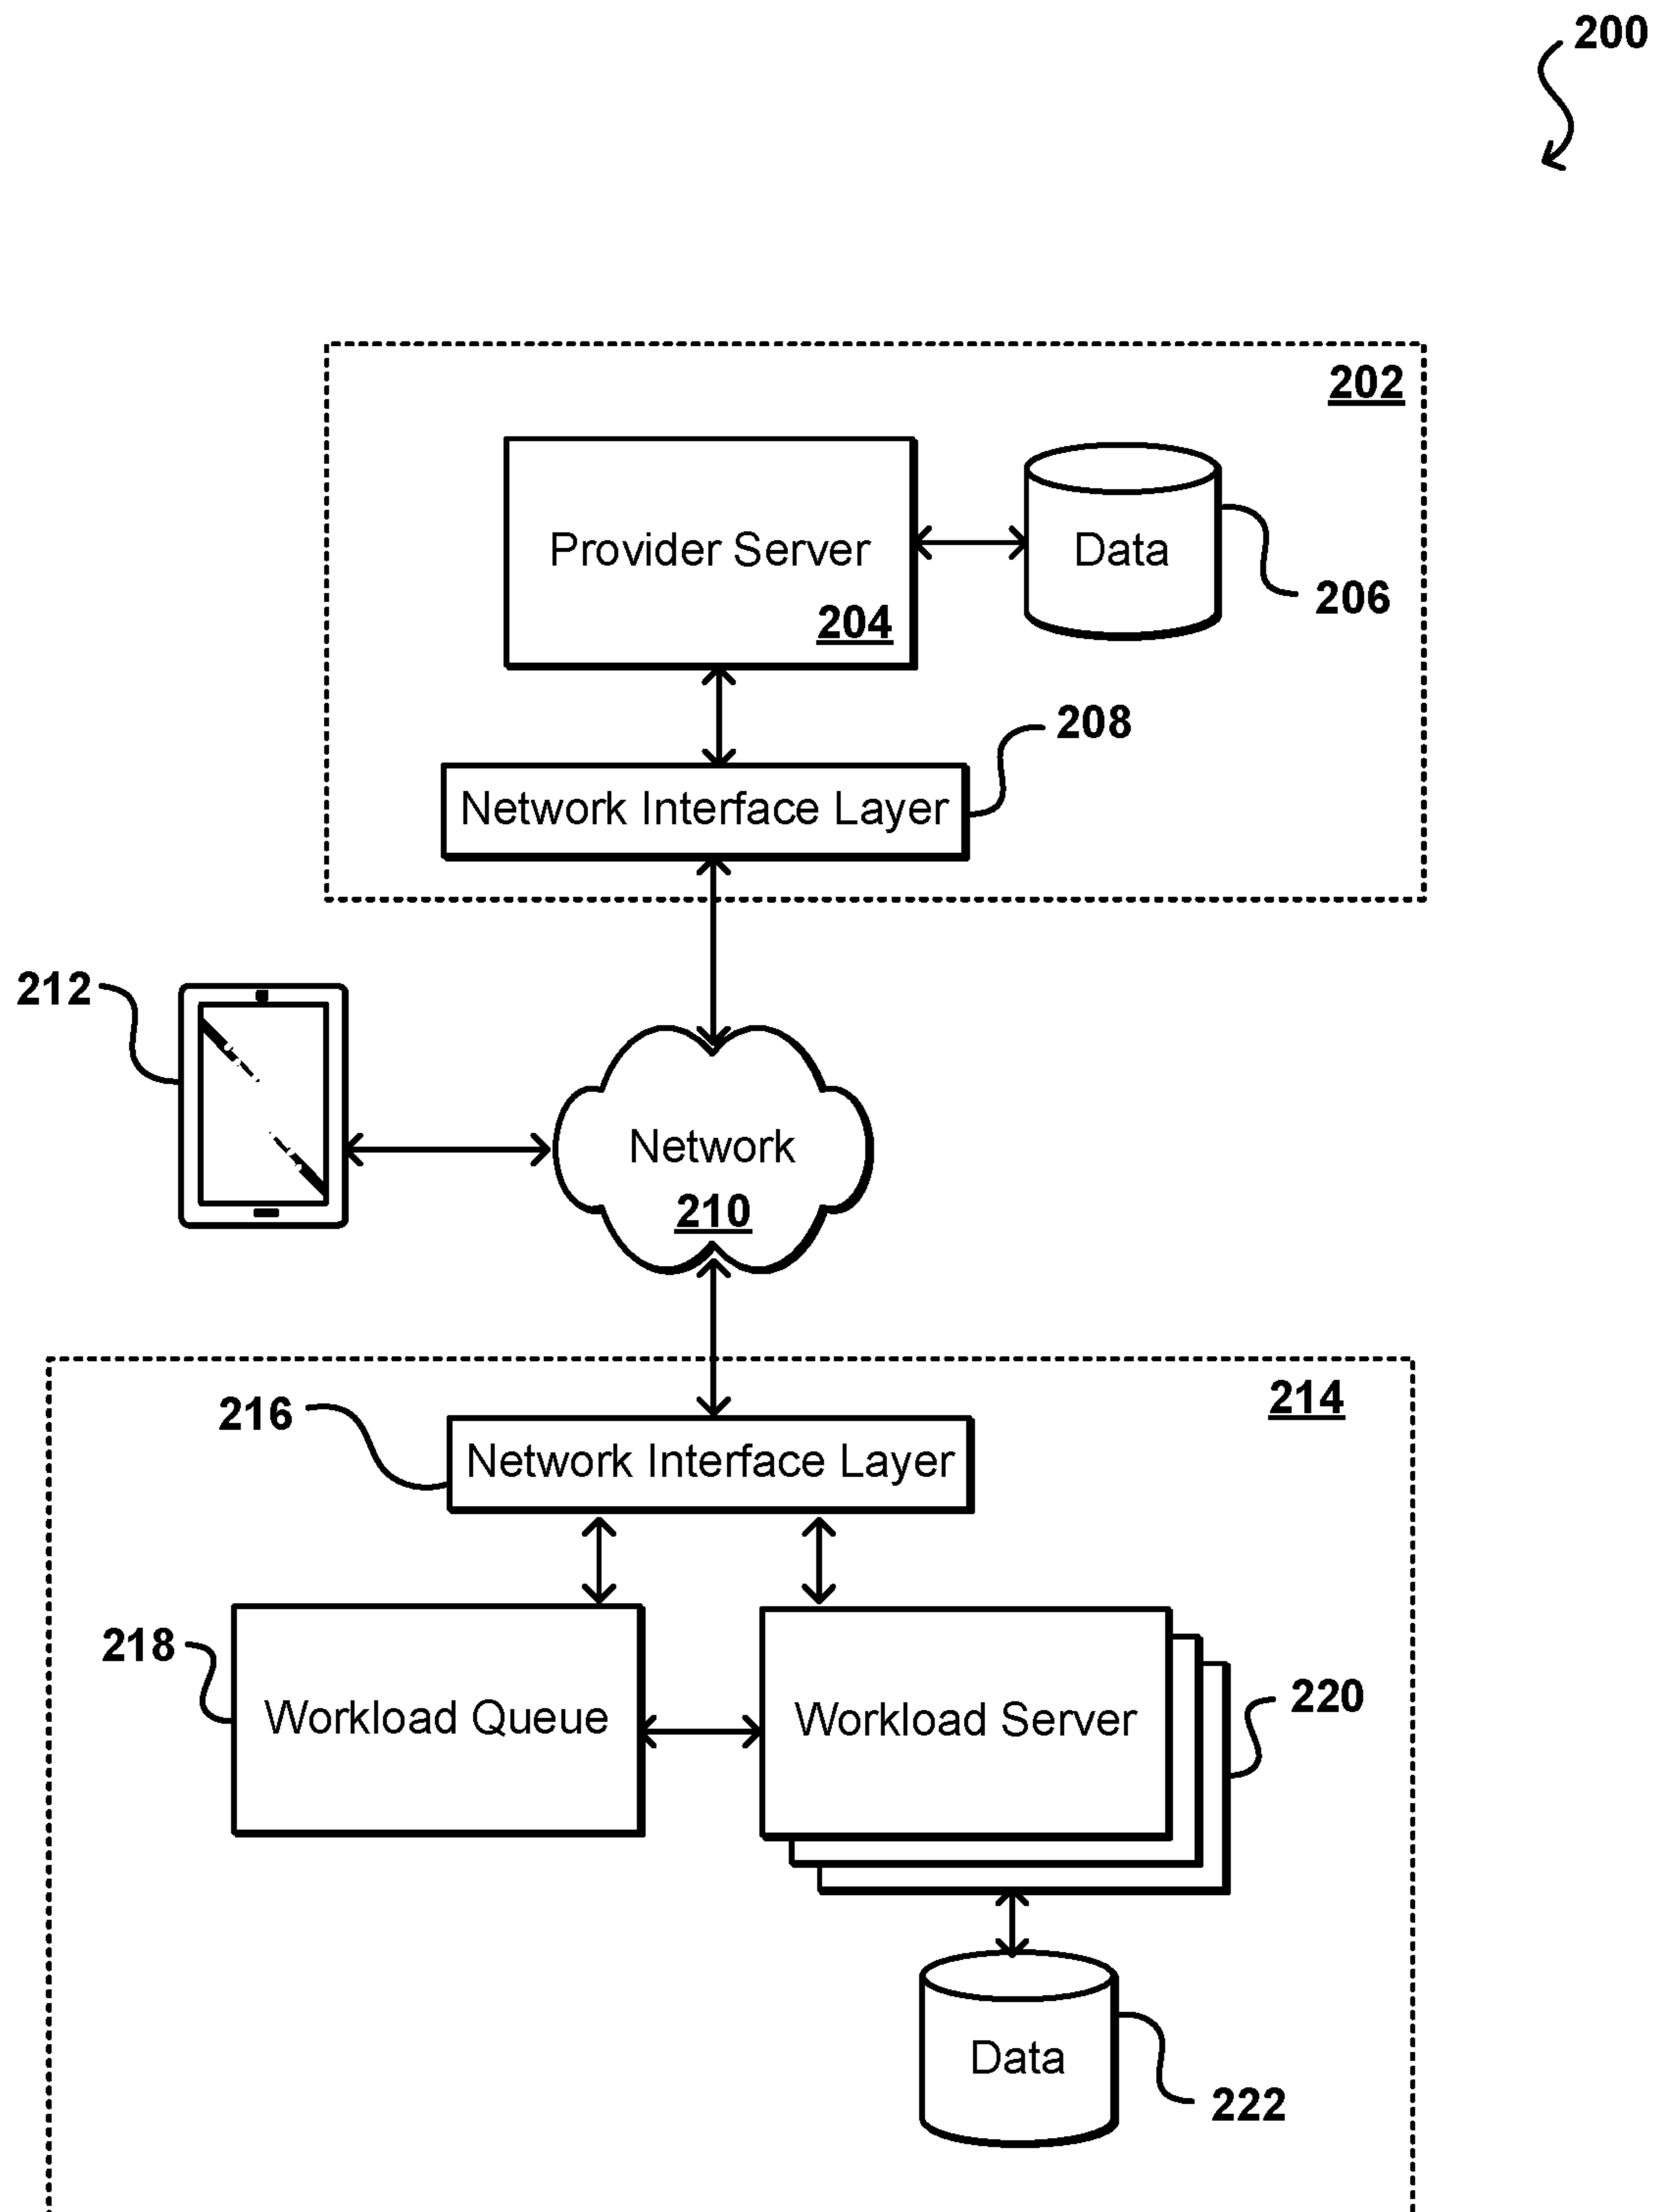 200
202
Provider Server
204
Data
206
208
Network Interface Layer
212
Network
210
214
216
Network Interface Layer
218
Workload Queue
Workload Server
220
Data
222